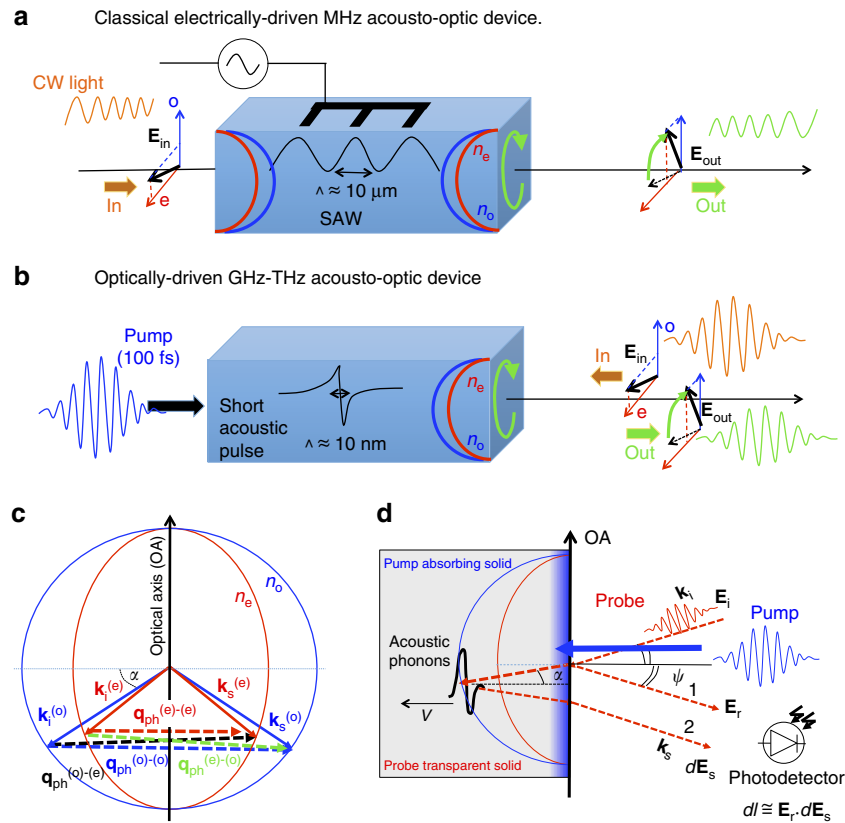 a Classical electrically-driven MHz acousto-optic device.
CW light
o
E_in
e
In
Λ ≈ 10 μm
SAW
n_e
n_o
E_out
Out
b Optically-driven GHz-THz acousto-optic device
Pump
(100 fs)
Short
acoustic
pulse
Λ ≈ 10 nm
n_e
n_o
In
E_in
o
e
E_out
Out
c
Optical axis (OA)
n_o
n_e
α
k_i^(e)
k_s^(e)
k_i^(o)
k_s^(o)
q_ph^(e)-(e)
q_ph^(o)-(o)
q_ph^(o)-(e)
q_ph^(e)-(o)
d
OA
Pump absorbing solid
Probe
k_i
E_i
Pump
Acoustic
phonons
α
ψ
1
V
E_r
2
k_s
dE_s
Probe transparent solid
Photodetector
dI ≅ E_r.dE_s